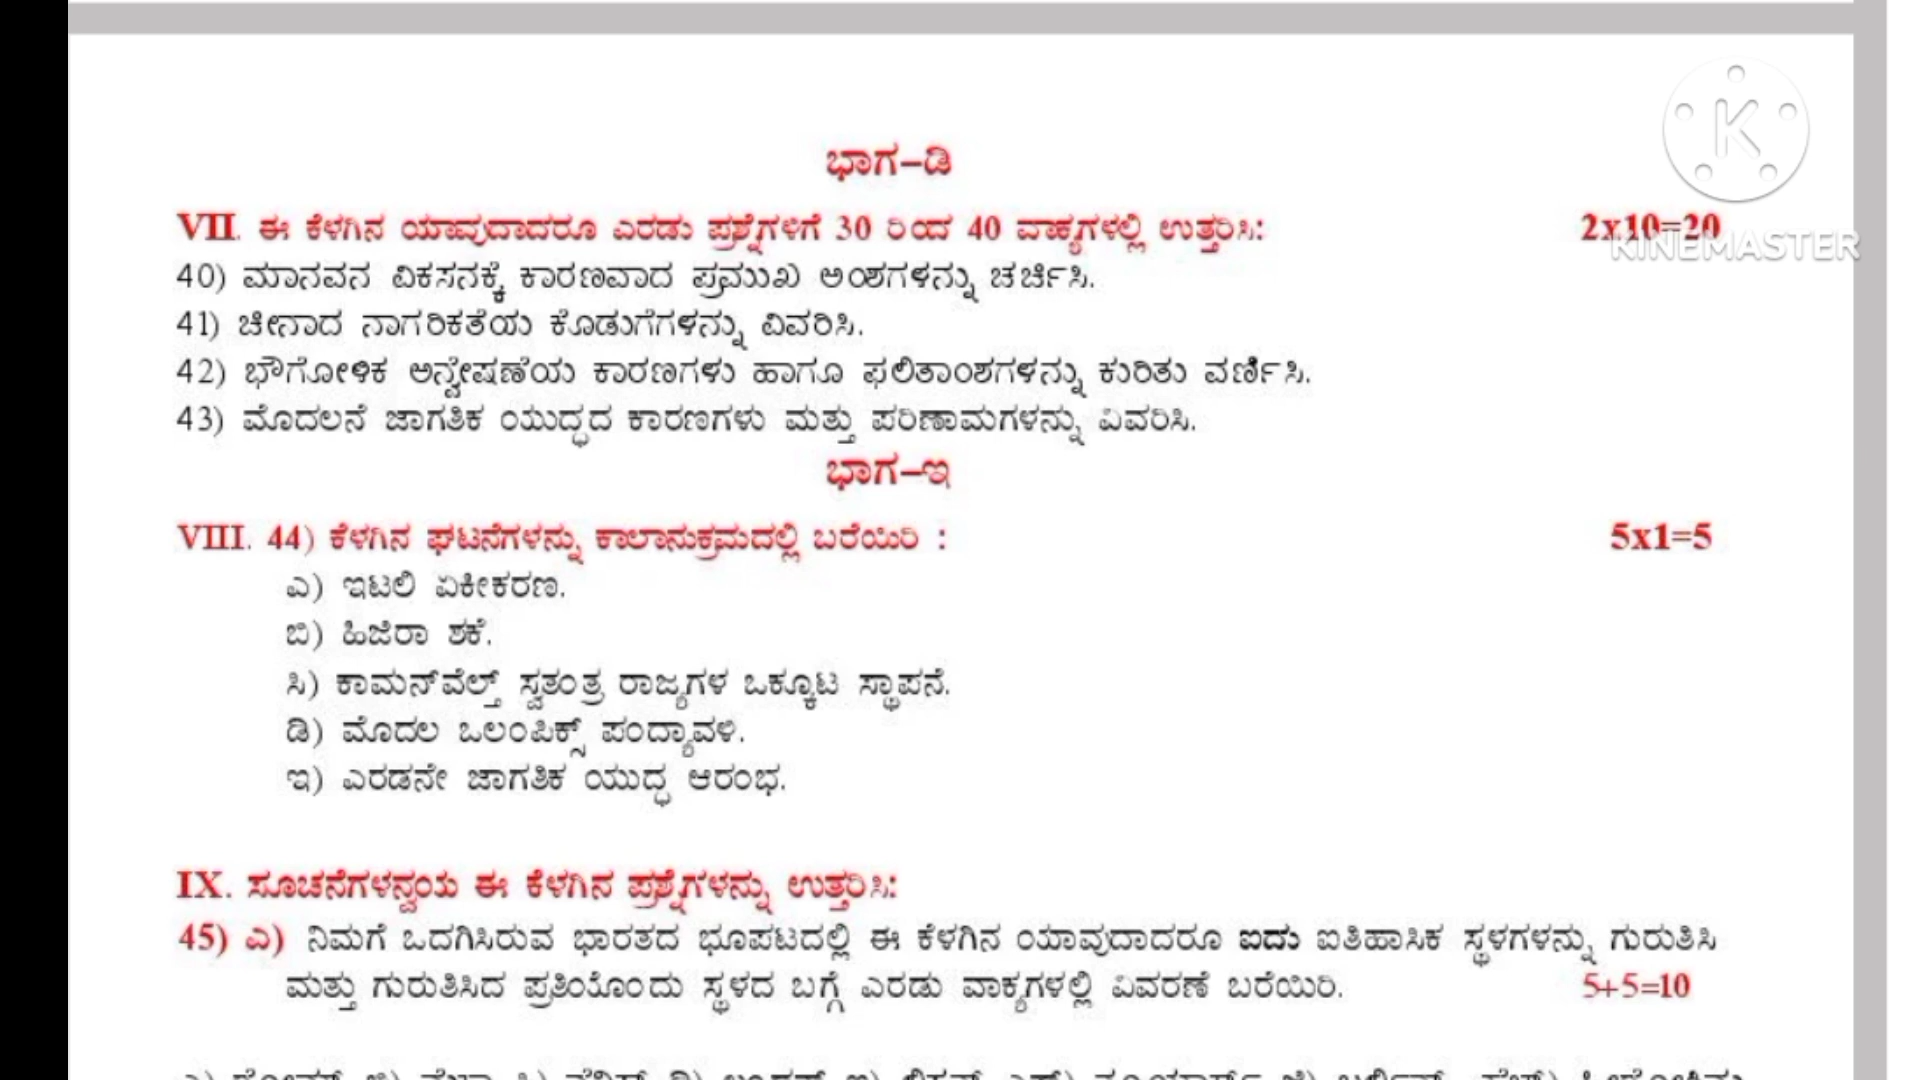 ಭಾಗ–ಡಿ
VII. ಈ ಕೆಳಗಿನ ಯಾವುದಾದರೂ ಎರಡು ಪ್ರಶ್ನೆಗಳಿಗೆ 30 ರಿಂದ 40 ವಾಕ್ಯಗಳಲ್ಲಿ ಉತ್ತರಿಸಿ: 2x10=20
KINEMASTER
40) ಮಾನವನ ವಿಕಸನಕ್ಕೆ ಕಾರಣವಾದ ಪ್ರಮುಖ ಅಂಶಗಳನ್ನು ಚರ್ಚಿಸಿ.
41) ಚೀನಾದ ನಾಗರಿಕತೆಯ ಕೊಡುಗೆಗಳನ್ನು ವಿವರಿಸಿ.
42) ಭೌಗೋಳಿಕ ಅನ್ವೇಷಣೆಯ ಕಾರಣಗಳು ಹಾಗೂ ಫಲಿತಾಂಶಗಳನ್ನು ಕುರಿತು ವರ್ಣಿಸಿ.
43) ಮೊದಲನೆ ಜಾಗತಿಕ ಯುದ್ಧದ ಕಾರಣಗಳು ಮತ್ತು ಪರಿಣಾಮಗಳನ್ನು ವಿವರಿಸಿ.
ಭಾಗ–ಇ
VIII. 44) ಕೆಳಗಿನ ಘಟನೆಗಳನ್ನು ಕಾಲಾನುಕ್ರಮದಲ್ಲಿ ಬರೆಯಿರಿ : 5x1=5
ಎ) ಇಟಲಿ ಏಕೀಕರಣ.
ಬಿ) ಹಿಜಿರಾ ಶಕೆ.
ಸಿ) ಕಾಮನ್‌ವೆಲ್ತ್ ಸ್ವತಂತ್ರ ರಾಜ್ಯಗಳ ಒಕ್ಕೂಟ ಸ್ಥಾಪನೆ.
ಡಿ) ಮೊದಲ ಒಲಂಪಿಕ್ಸ್ ಪಂದ್ಯಾವಳಿ.
ಇ) ಎರಡನೇ ಜಾಗತಿಕ ಯುದ್ಧ ಆರಂಭ.
IX. ಸೂಚನೆಗಳನ್ವಯ ಈ ಕೆಳಗಿನ ಪ್ರಶ್ನೆಗಳನ್ನು ಉತ್ತರಿಸಿ:
45) ಎ) ನಿಮಗೆ ಒದಗಿಸಿರುವ ಭಾರತದ ಭೂಪಟದಲ್ಲಿ ಈ ಕೆಳಗಿನ ಯಾವುದಾದರೂ ಐದು ಐತಿಹಾಸಿಕ ಸ್ಥಳಗಳನ್ನು ಗುರುತಿಸಿ
ಮತ್ತು ಗುರುತಿಸಿದ ಪ್ರತಿಯೊಂದು ಸ್ಥಳದ ಬಗ್ಗೆ ಎರಡು ವಾಕ್ಯಗಳಲ್ಲಿ ವಿವರಣೆ ಬರೆಯಿರಿ. 5+5=10